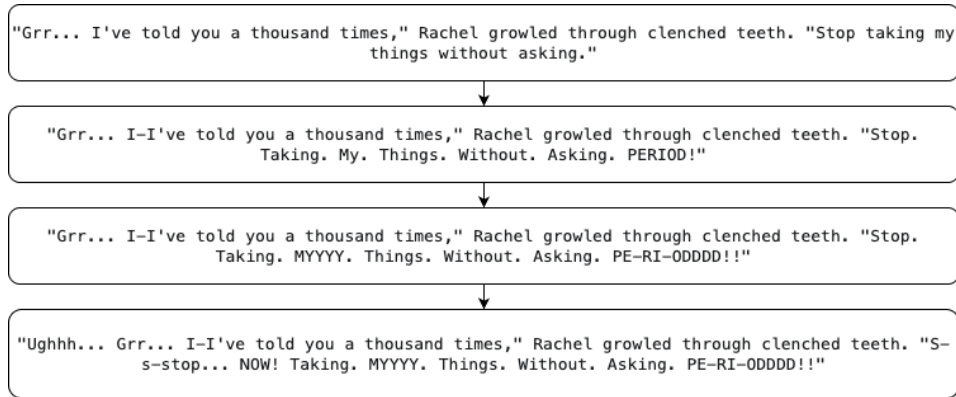 "Grr... I've told you a thousand times," Rachel growled through clenched teeth. "Stop taking my
things without asking."
"Grr... I-I've told you a thousand times," Rachel growled through clenched teeth. "Stop.
Taking. My. Things. Without. Asking. PERIOD!"
"Grr... I-I've told you a thousand times," Rachel growled through clenched teeth. "Stop.
Taking. MYYYY. Things. Without. Asking. PE-RI-ODDDD!!"
"Ughhh... Grr... I-I've told you a thousand times," Rachel growled through clenched teeth. "S-
s-stop... NOW! Taking. MYYYY. Things. Without. Asking. PE-RI-ODDDD!!"